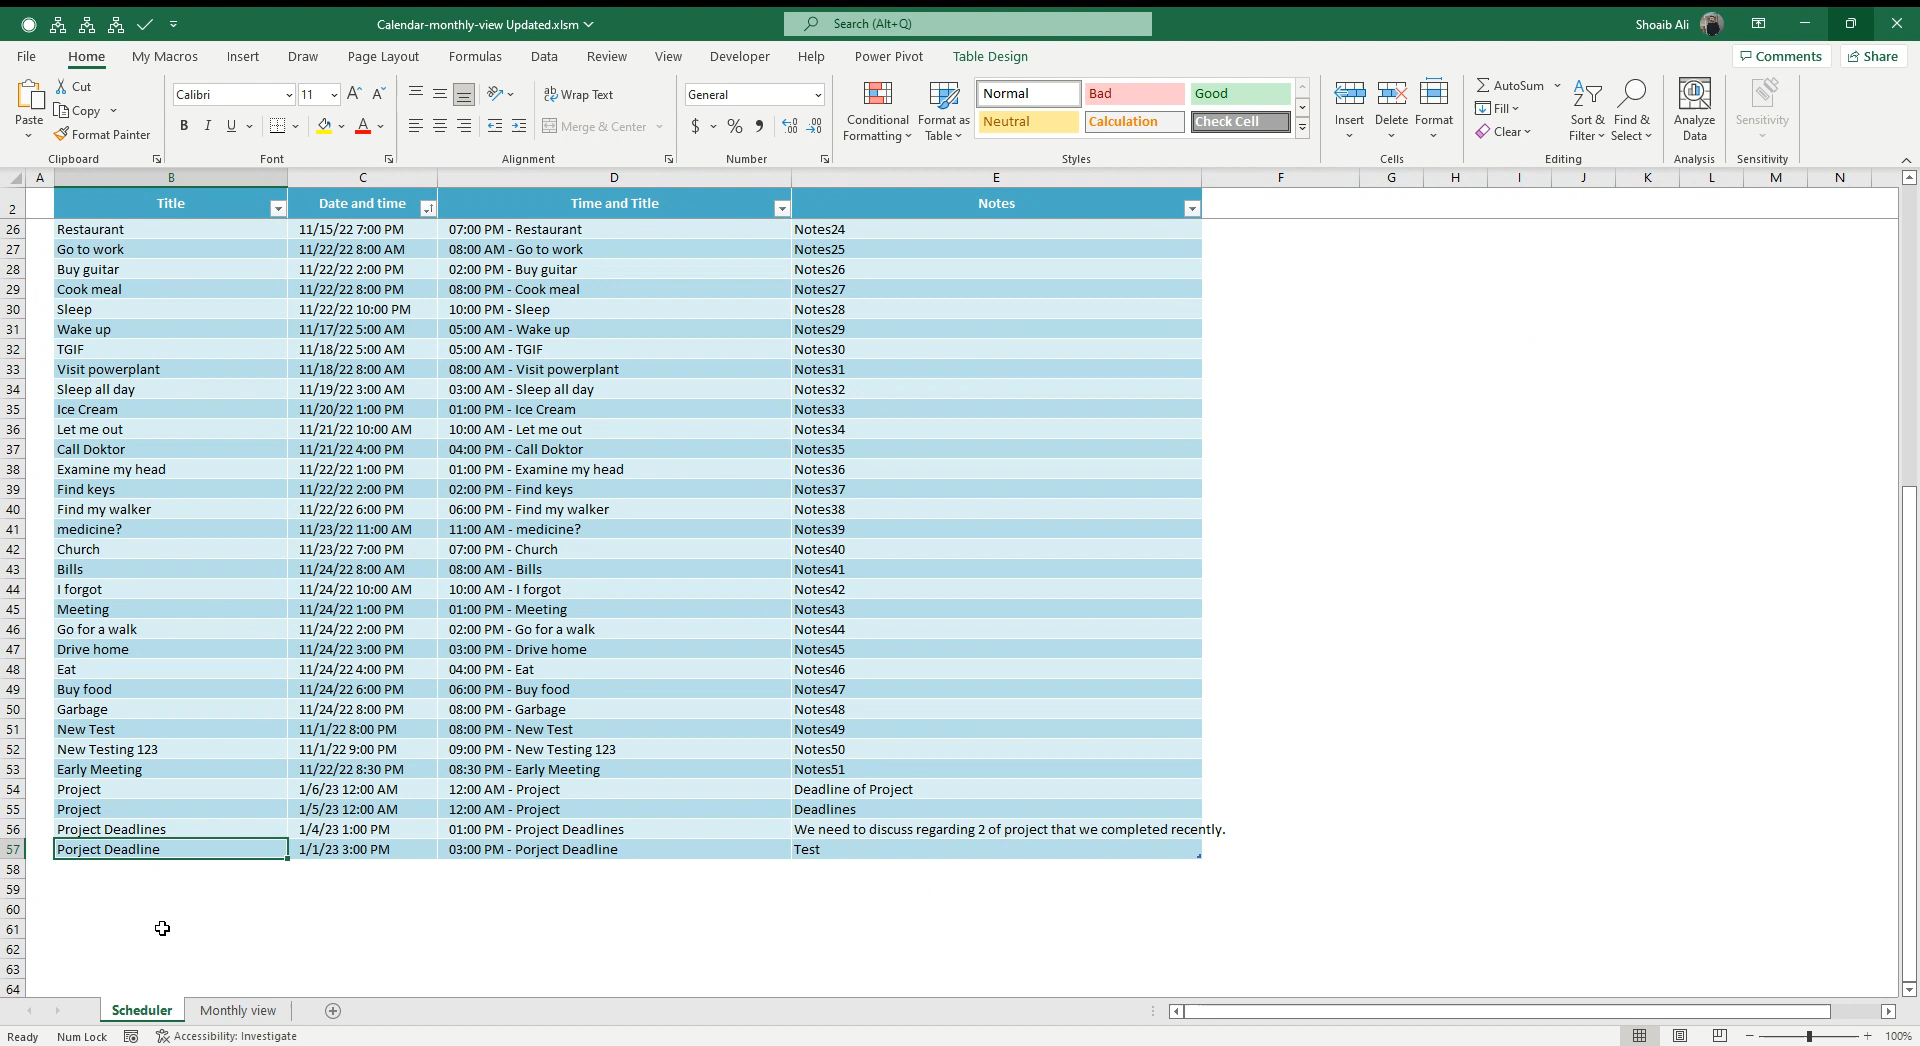 Calendar-monthly-view Updated.xlsm
Search (Alt+Q)
Shoaib Ali
File Home My Macros Insert Draw Page Layout Formulas Data Review View Developer Help Power Pivot Table Design Comments Share
Paste
Cut
Copy
Format Painter
Clipboard
Calibri 11
B I U
Font
Wrap Text
Merge & Center
Alignment
General
$ % 9
Number
Conditional Formatting
Format as Table
Normal Bad Good
Neutral Calculation Check Cell
Styles
Insert Delete Format
Cells
AutoSum
Fill
Clear
Sort & Filter
Find & Select
Editing
Analyze Data
Analysis
Sensitivity
Sensitivity
A B C D E F G H I J K L M N
2 Title Date and time Time and Title Notes
26 Restaurant 11/15/22 7:00 PM 07:00 PM - Restaurant Notes24
27 Go to work 11/22/22 8:00 AM 08:00 AM - Go to work Notes25
28 Buy guitar 11/22/22 2:00 PM 02:00 PM - Buy guitar Notes26
29 Cook meal 11/22/22 8:00 PM 08:00 PM - Cook meal Notes27
30 Sleep 11/22/22 10:00 PM 10:00 PM - Sleep Notes28
31 Wake up 11/17/22 5:00 AM 05:00 AM - Wake up Notes29
32 TGIF 11/18/22 5:00 AM 05:00 AM - TGIF Notes30
33 Visit powerplant 11/18/22 8:00 AM 08:00 AM - Visit powerplant Notes31
34 Sleep all day 11/19/22 3:00 AM 03:00 AM - Sleep all day Notes32
35 Ice Cream 11/20/22 1:00 PM 01:00 PM - Ice Cream Notes33
36 Let me out 11/21/22 10:00 AM 10:00 AM - Let me out Notes34
37 Call Doktor 11/21/22 4:00 PM 04:00 PM - Call Doktor Notes35
38 Examine my head 11/22/22 1:00 PM 01:00 PM - Examine my head Notes36
39 Find keys 11/22/22 2:00 PM 02:00 PM - Find keys Notes37
40 Find my walker 11/22/22 6:00 PM 06:00 PM - Find my walker Notes38
41 medicine? 11/23/22 11:00 AM 11:00 AM - medicine? Notes39
42 Church 11/23/22 7:00 PM 07:00 PM - Church Notes40
43 Bills 11/24/22 8:00 AM 08:00 AM - Bills Notes41
44 I forgot 11/24/22 10:00 AM 10:00 AM - I forgot Notes42
45 Meeting 11/24/22 1:00 PM 01:00 PM - Meeting Notes43
46 Go for a walk 11/24/22 2:00 PM 02:00 PM - Go for a walk Notes44
47 Drive home 11/24/22 3:00 PM 03:00 PM - Drive home Notes45
48 Eat 11/24/22 4:00 PM 04:00 PM - Eat Notes46
49 Buy food 11/24/22 6:00 PM 06:00 PM - Buy food Notes47
50 Garbage 11/24/22 8:00 PM 08:00 PM - Garbage Notes48
51 New Test 11/1/22 8:00 PM 08:00 PM - New Test Notes49
52 New Testing 123 11/1/22 9:00 PM 09:00 PM - New Testing 123 Notes50
53 Early Meeting 11/22/22 8:30 PM 08:30 PM - Early Meeting Notes51
54 Project 1/6/23 12:00 AM 12:00 AM - Project Deadline of Project
55 Project 1/5/23 12:00 AM 12:00 AM - Project Deadlines
56 Project Deadlines 1/4/23 1:00 PM 01:00 PM - Project Deadlines We need to discuss regarding 2 of project that we completed recently.
57 Porject Deadline 1/1/23 3:00 PM 03:00 PM - Porject Deadline Test
58
59
60
61
62
63
64
Scheduler Monthly view
Ready Num Lock Accessibility: Investigate 100%